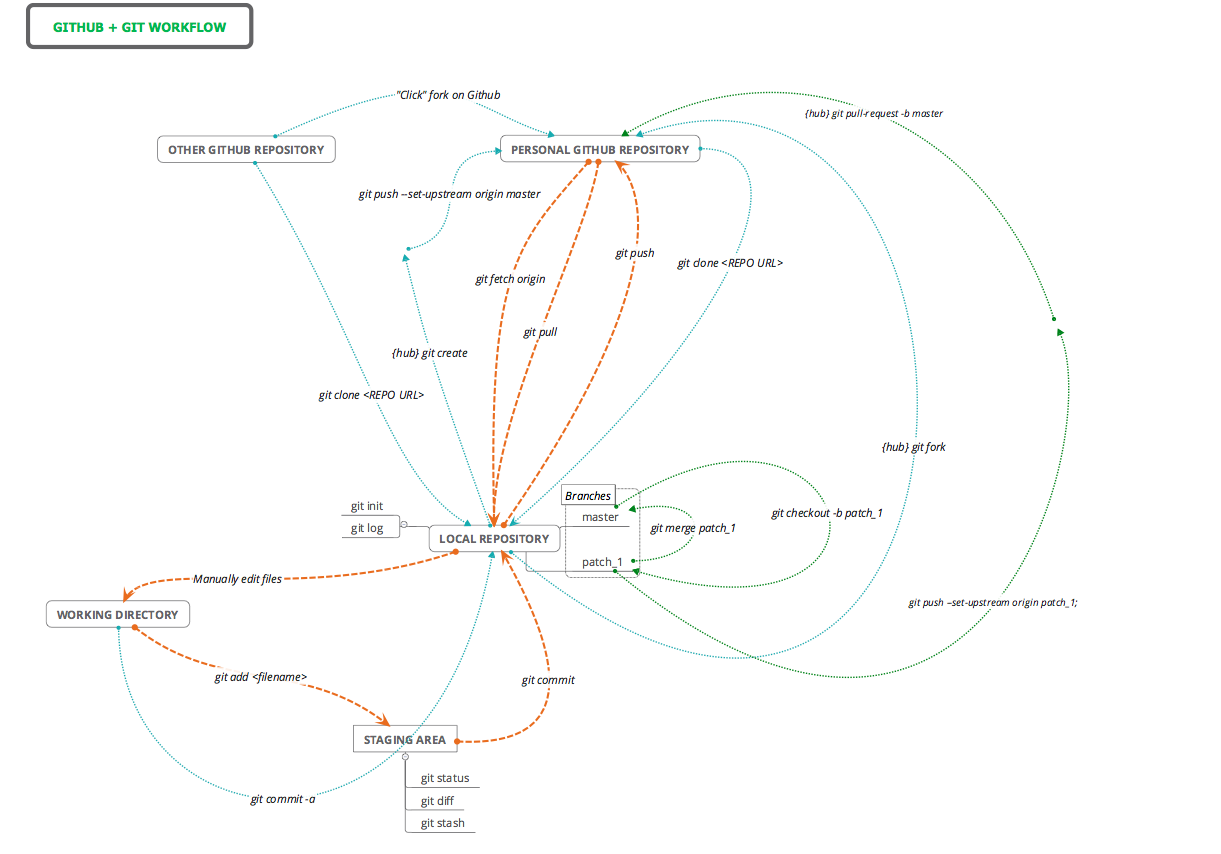 GITHUB + GIT WORKFLOW
"Click" fork on Github
{hub} git pull-request -b master
OTHER GITHUB REPOSITORY
PERSONAL GITHUB REPOSITORY
git push --set-upstream origin master
git push
git clone <REPO URL>
git fetch origin
git pull
{hub} git create
git clone <REPO URL>
{hub} git fork
Branches
git init
master
git checkout -b patch_1
git log
git merge patch_1
LOCAL REPOSITORY
patch_1
Manually edit files
git push --set-upstream origin patch_1;
WORKING DIRECTORY
git add <filename>
git commit
STAGING AREA
git status
git commit -a
git diff
git stash